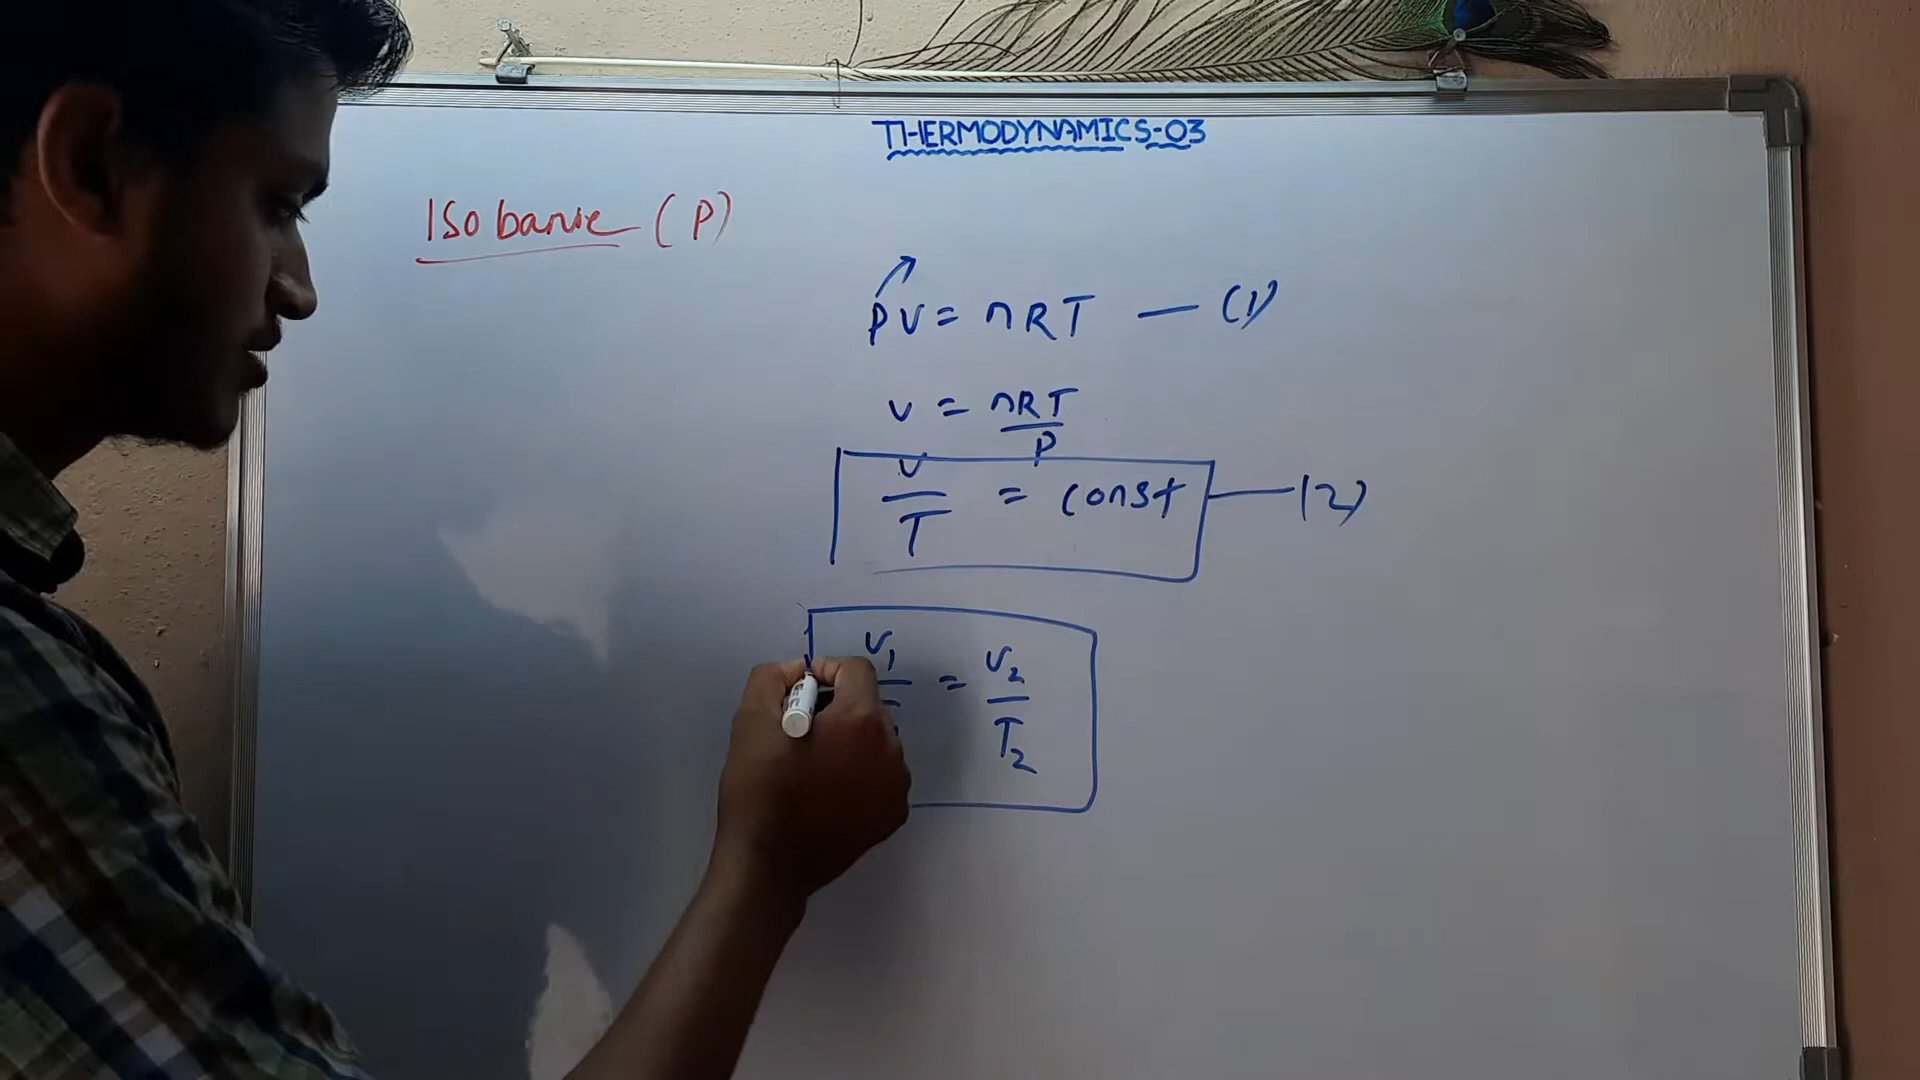 THERMODYNAMICS-03
Isobaric (P)
PV = nRT — (1)
V = nRT
P
V
T = const — (2)
V1 = V2
T2